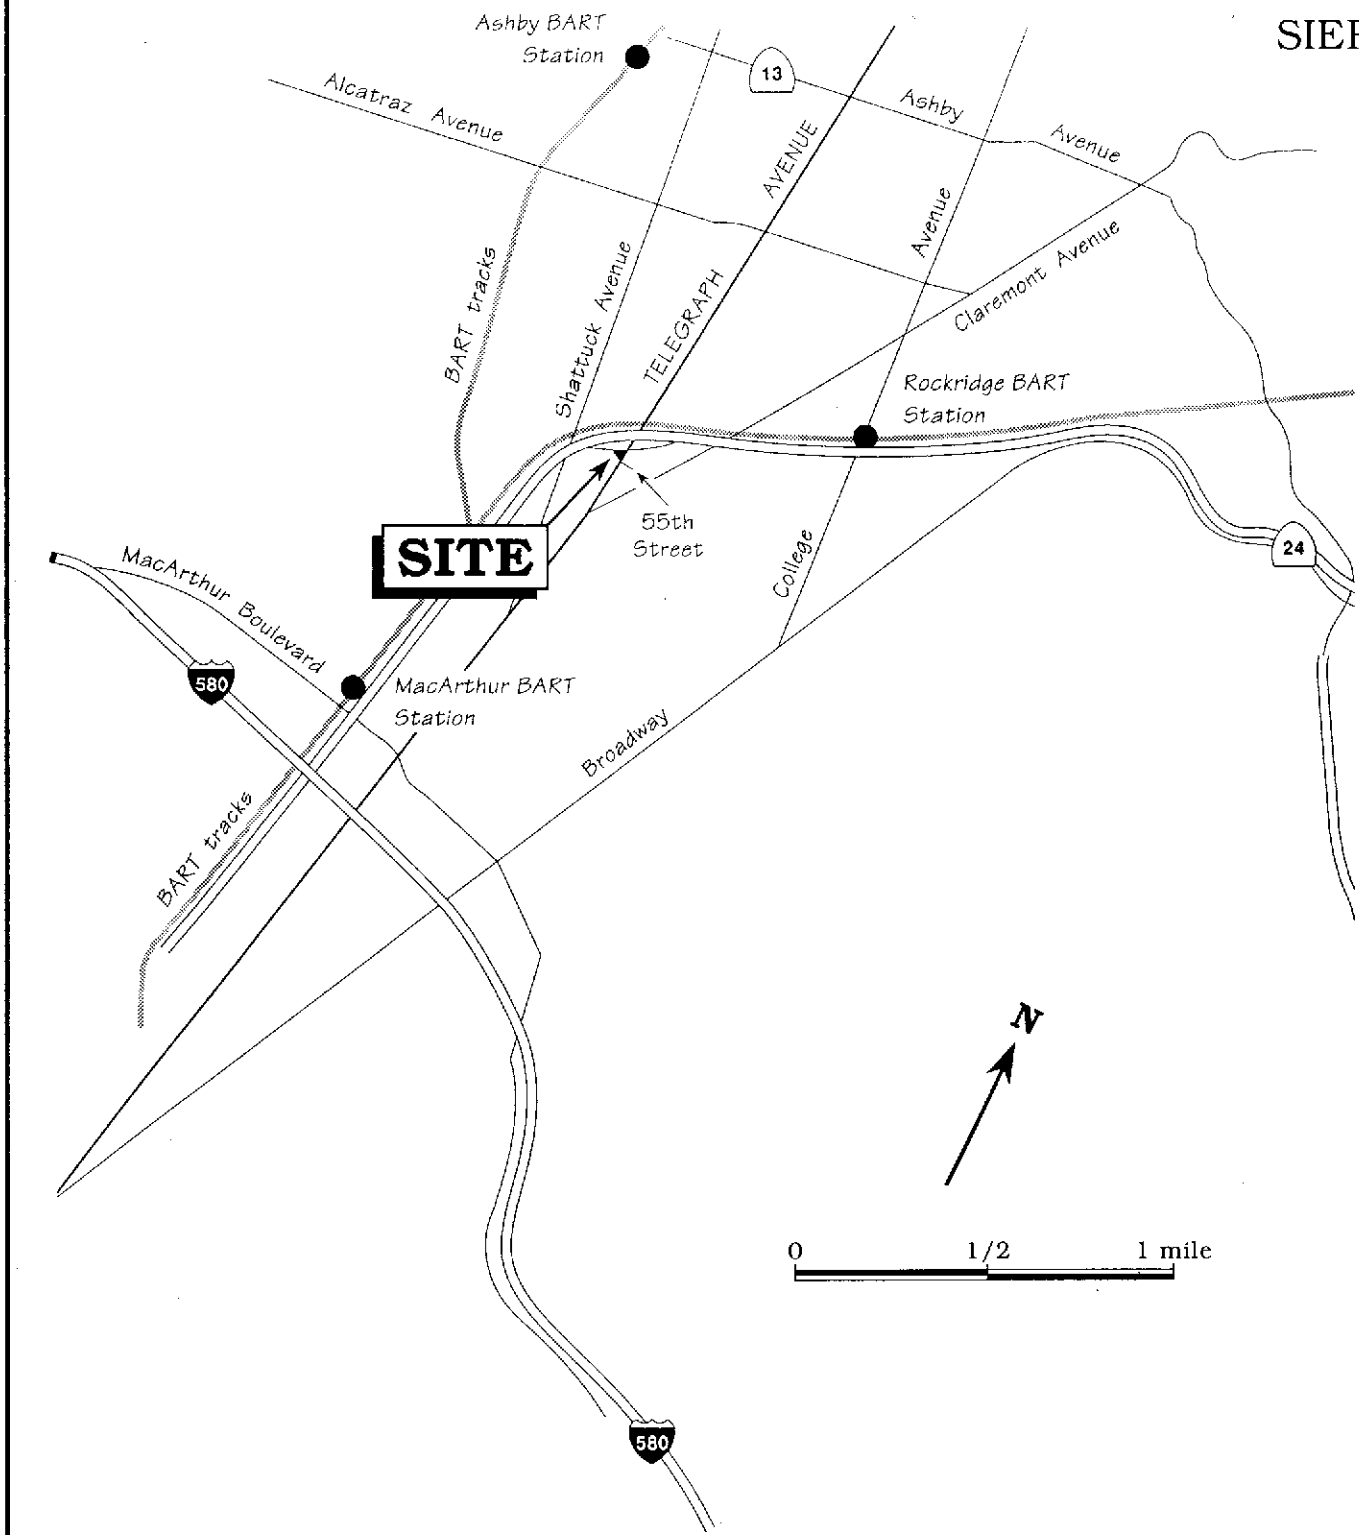 SIER
Ashby BART
Station
13
Alcatraz Avenue
Ashby
Avenue
AVENUE
Avenue
BART tracks
Shattuck Avenue
TELEGRAPH
Claremont Avenue
Rockridge BART
Station
55th
Street
SITE
24
MacArthur Boulevard
College
580
MacArthur BART
Station
Broadway
BART tracks
N
0 1/2 1 mile
580